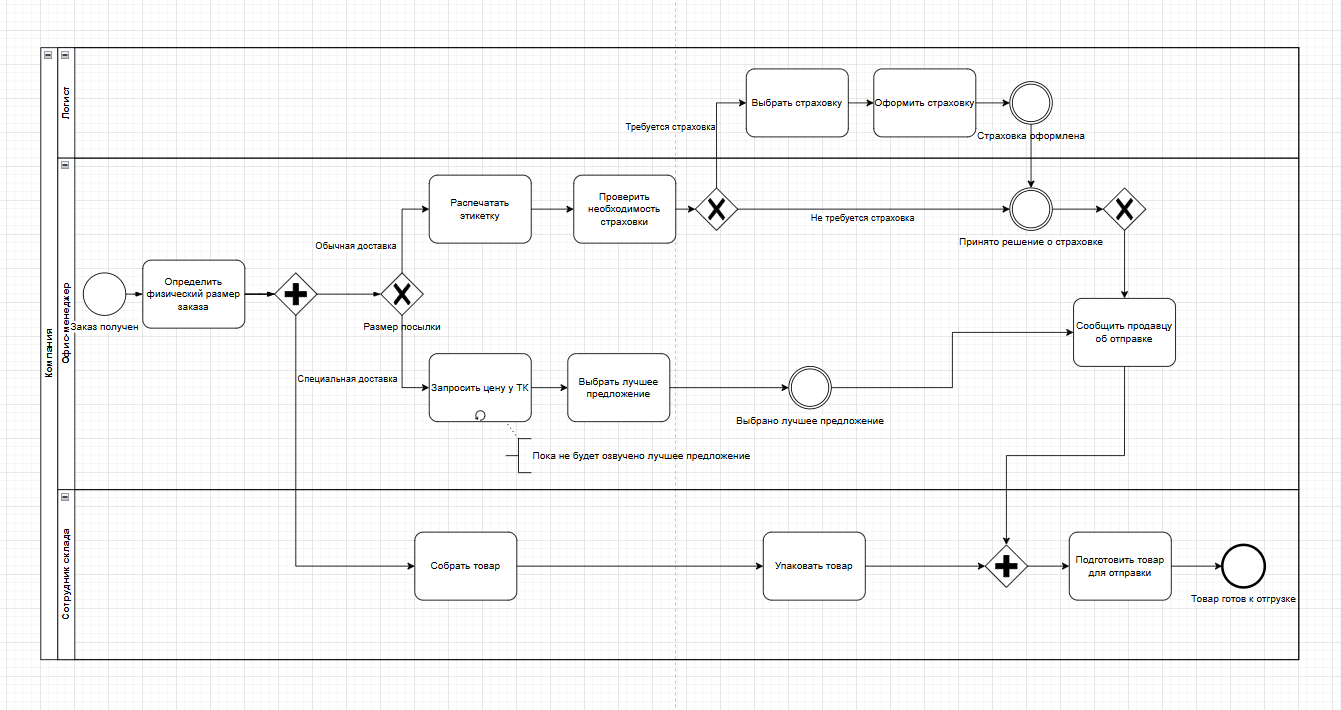 Компания
Логист
Выбрать страховку
Оформить страховку
Требуется страховка
Страховка оформлена
Офис-менеджер
Распечатать
этикетку
Проверить
необходимость
страховки
Не требуется страховка
Принято решение о страховке
Обычная доставка
Определить
физический размер
заказа
Заказ получен
Размер посылки
Сообщить продавцу
об отправке
Специальная доставка
Запросить цену у ТК
Выбрать лучшее
предложение
Выбрано лучшее предложение
Пока не будет озвучено лучшее предложение
Сотрудник склада
Собрать товар
Упаковать товар
Подготовить товар
для отправки
Товар готов к отгрузке